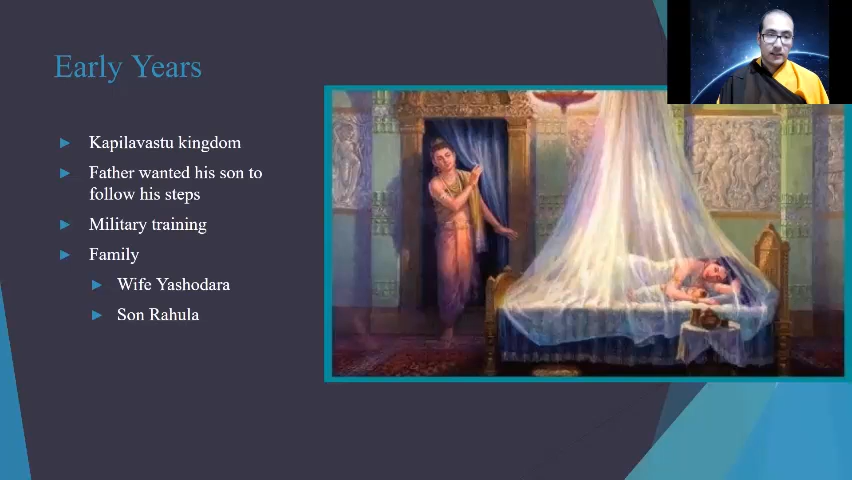 Early Years
Kapilavastu kingdom
Father wanted his son to
follow his steps
Military training
Family
Wife Yashodara
Son Rahula